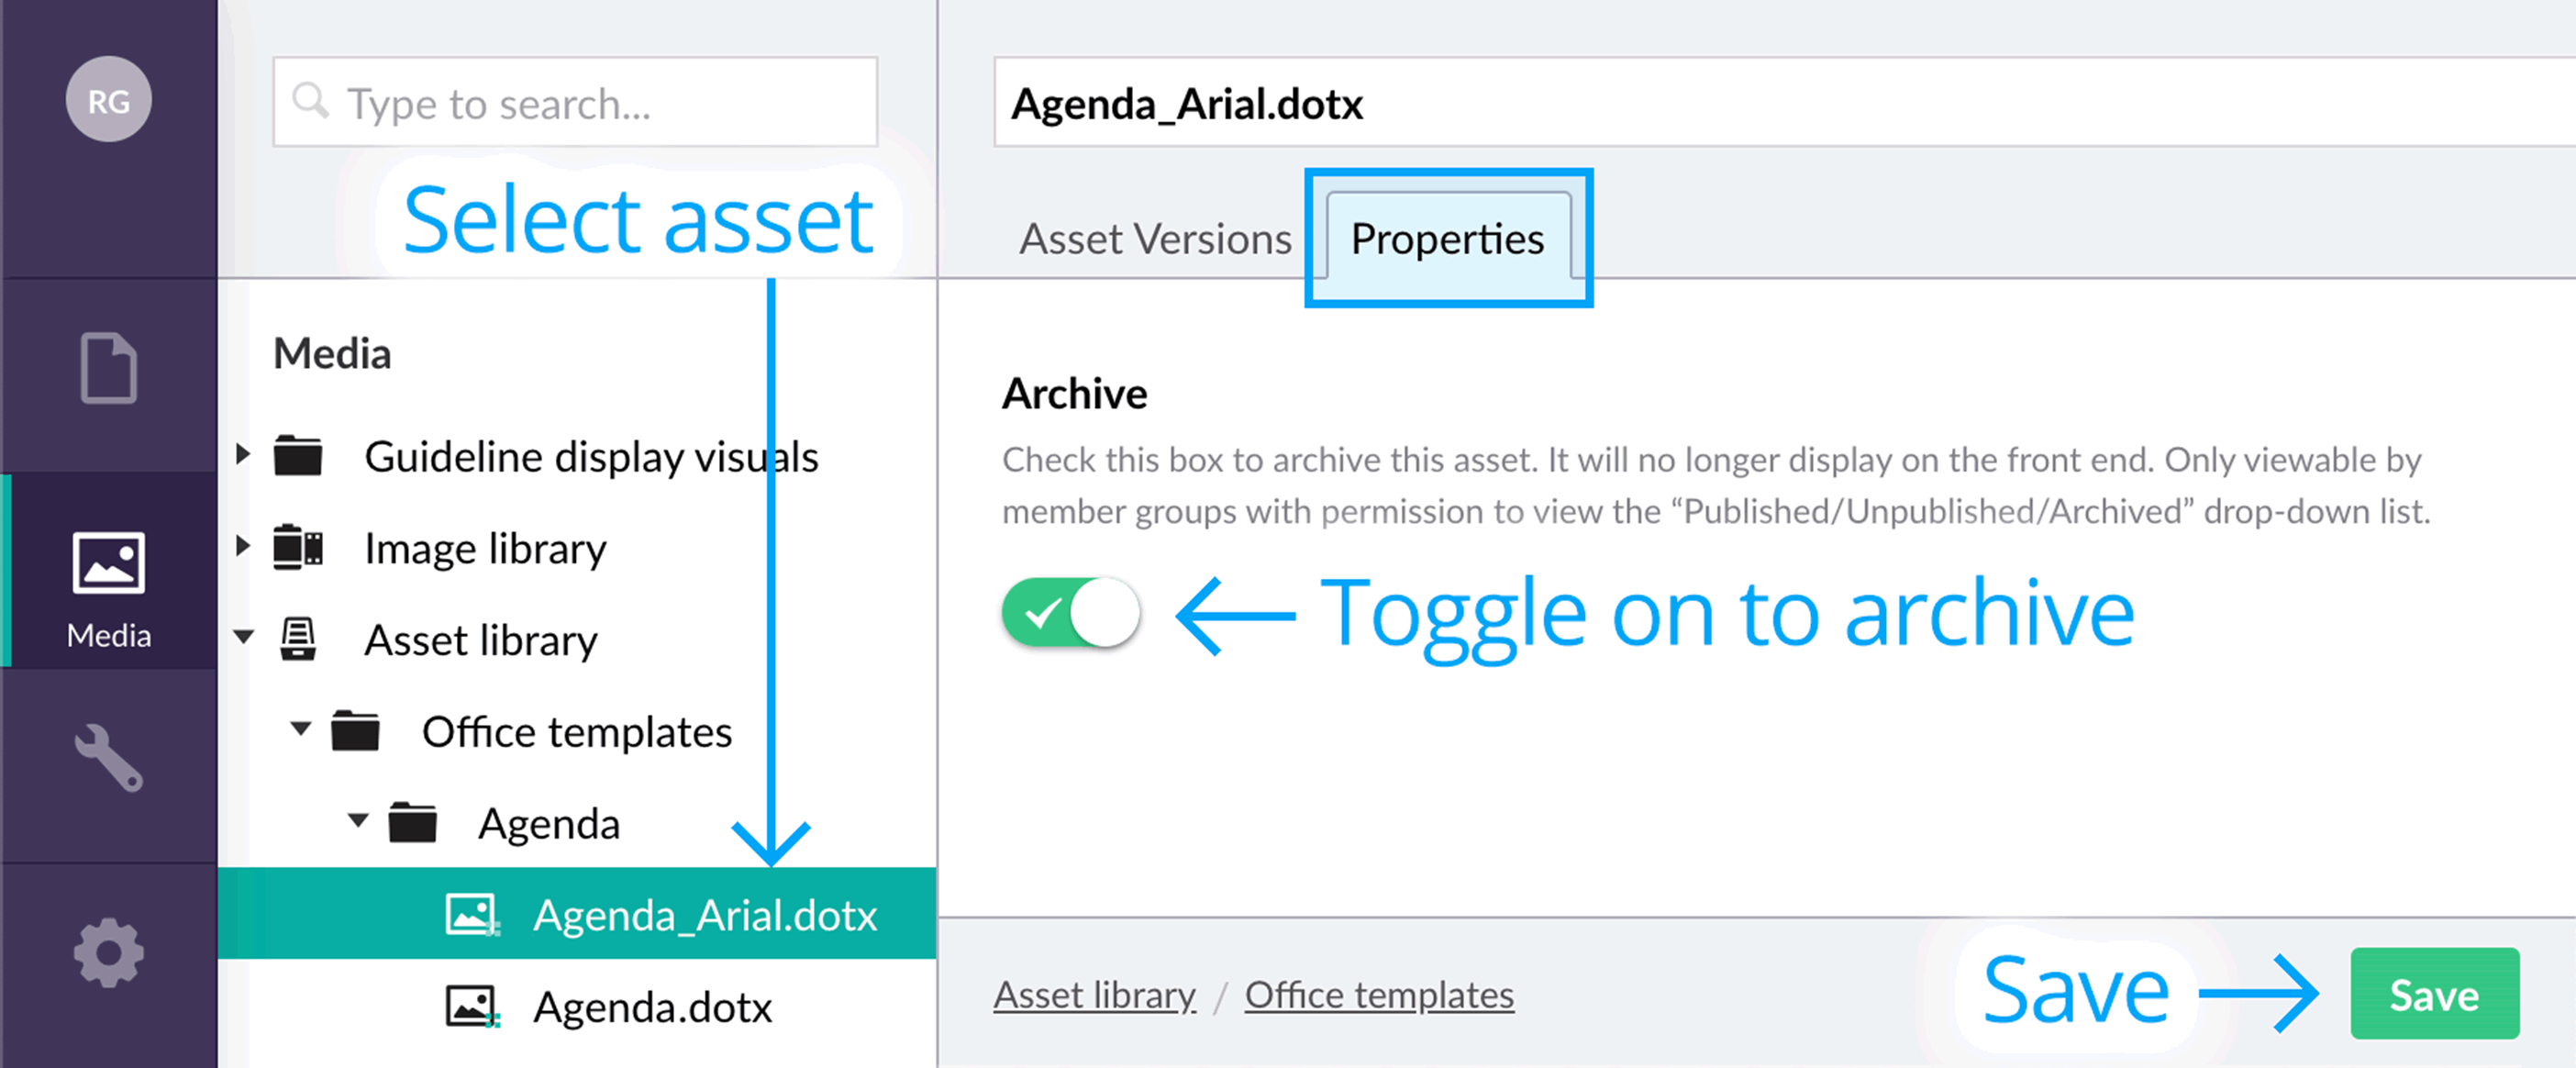 RG
Type to search...
Agenda_Arial.dotx
Select asset
Asset Versions
Properties
Media
Guideline display visuals
Image library
Asset library
Office templates
Agenda
Agenda_Arial.dotx
Agenda.dotx
Media
Archive
Check this box to archive this asset. It will no longer display on the front end. Only viewable by
member groups with permission to view the “Published/Unpublished/Archived” drop-down list.
Toggle on to archive
Asset library / Office templates
Save
Save